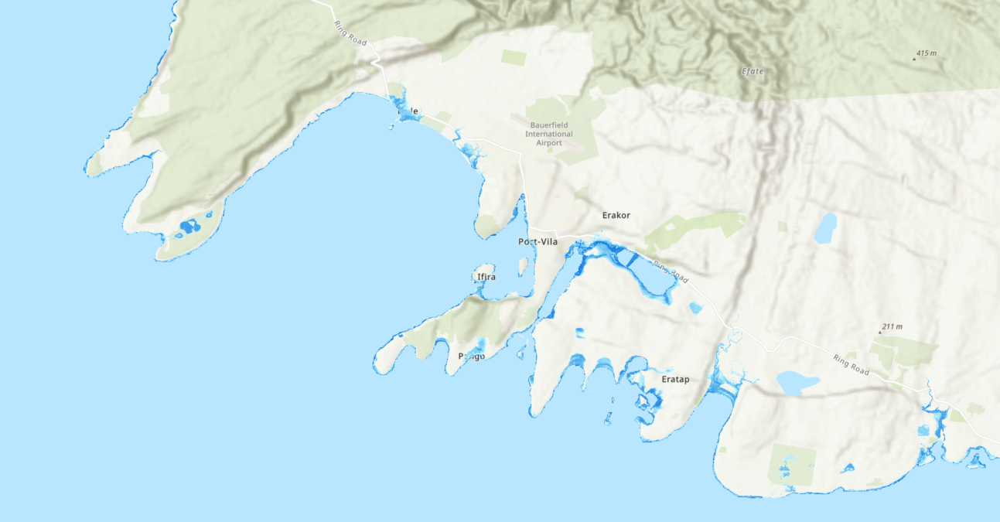 Ring Road
415 m
Efate
Bauerfield
International
Airport
Erakor
Port-Vila
Ring Road
Ifira
211 m
Ring Road
Eratap